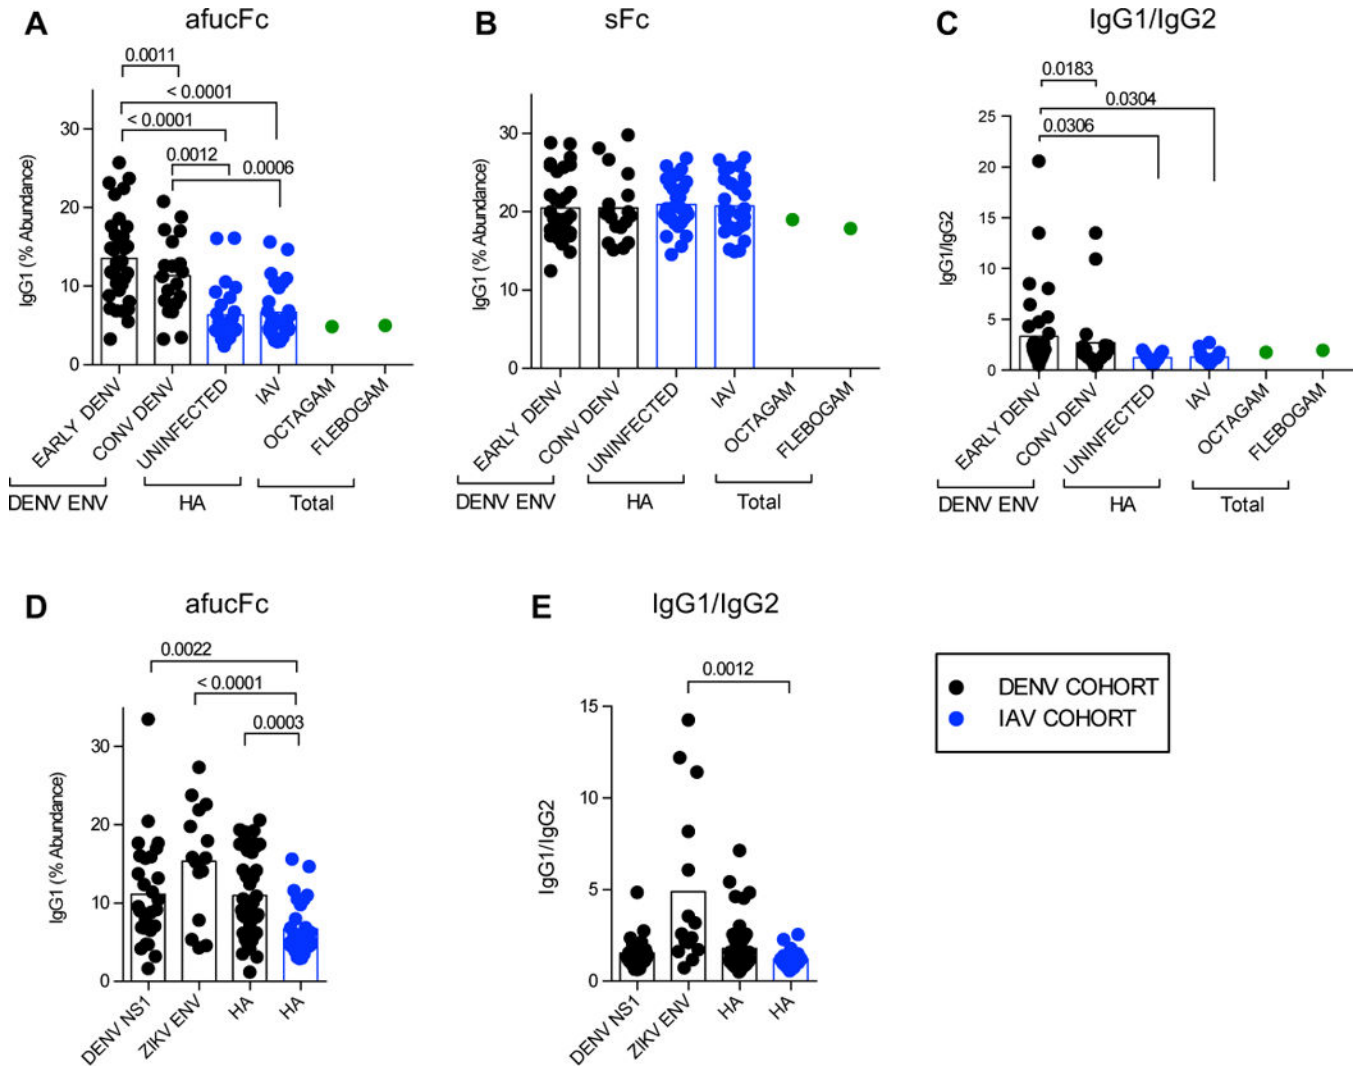 A
afucFc
0.0011
< 0.0001
< 0.0001
0.0012
0.0006
IgG1 (% Abundance)
30
20
10
0
EARLY DENV
CONV DENV
UNINFECTED
IAV
OCTAGAM
FLEBOGAM
DENV ENV
HA
Total
B
sFc
IgG1 (% Abundance)
30
20
10
0
EARLY DENV
CONV DENV
UNINFECTED
IAV
OCTAGAM
FLEBOGAM
DENV ENV
HA
Total
C
IgG1/IgG2
0.0183
0.0304
0.0306
IgG1/IgG2
25
20
15
10
5
0
EARLY DENV
CONV DENV
UNINFECTED
IAV
OCTAGAM
FLEBOGAM
DENV ENV
HA
Total
D
afucFc
0.0022
< 0.0001
0.0003
IgG1 (% Abundance)
30
20
10
0
DENV NS1
ZIKV ENV
HA
HA
E
IgG1/IgG2
0.0012
IgG1/IgG2
15
10
5
0
DENV NS1
ZIKV ENV
HA
HA
DENV COHORT
IAV COHORT